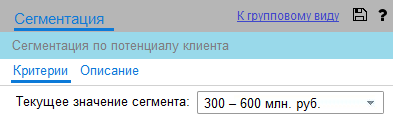 Сегментация К групповому виду ?
Сегментация по потенциалу клиента
Критерии Описание
Текущее значение сегмента: 300 – 600 млн. руб.